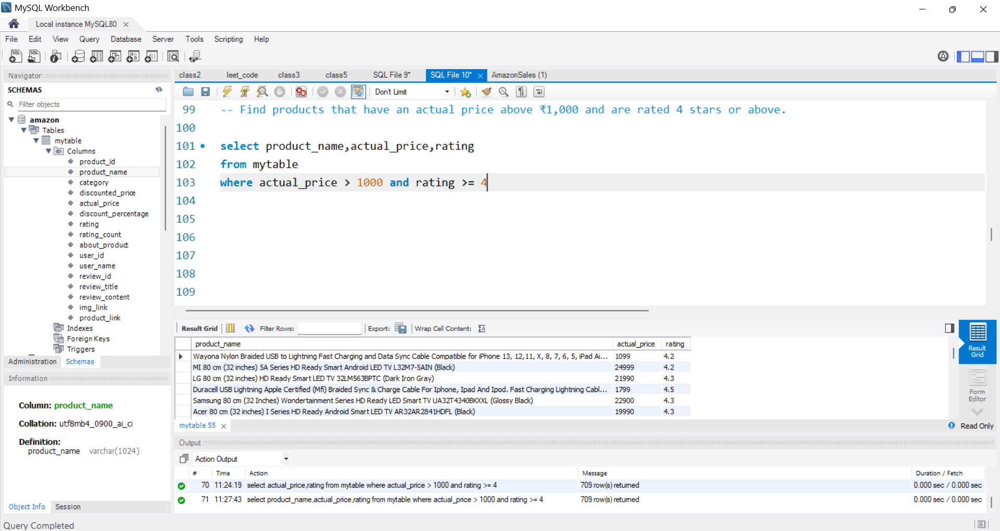 MySQL Workbench
Local instance MySQL80
File Edit View Query Database Server Tools Scripting Help
Navigator
SCHEMAS
Filter objects
amazon
Tables
mytable
Columns
product_id
product_name
category
discounted_price
actual_price
discount_percentage
rating
rating_count
about_product
user_id
user_name
review_id
review_title
review_content
img_link
product_link
Indexes
Foreign Keys
Triggers
Administration Schemas
Information
Column: product_name
Collation: utf8mb4_0900_ai_ci
Definition:
product_name varchar(1024)
Object Info Session
Query Completed
class2 leet_code class3 class5 SQL File 9* SQL File 10* AmazonSales (1)
Don't Limit
99 -- Find products that have an actual price above ₹1,000 and are rated 4 stars or above.
100
101 select product_name,actual_price,rating
102 from mytable
103 where actual_price > 1000 and rating >= 4
104
105
106
107
108
109
Result Grid Filter Rows: Export: Wrap Cell Content:
product_name actual_price rating
Wayona Nylon Braided USB to Lightning Fast Charging and Data Sync Cable Compatible for iPhone 13, 12,11, X, 8, 7, 6, 5, iPad Ai... 1099 4.2
MI 80 cm (32 inches) 5A Series HD Ready Smart Android LED TV L32M7-5AIN (Black) 24999 4.2
LG 80 cm (32 inches) HD Ready Smart LED TV 32LM563BPTC (Dark Iron Gray) 21990 4.3
Duracell USB Lightning Apple Certified (Mfi) Braided Sync & Charge Cable For Iphone, Ipad And Ipod. Fast Charging Lightning Cabl... 1799 4.5
Samsung 80 cm (32 Inches) Wondertainment Series HD Ready LED Smart TV UA32T4340BKXXL (Glossy Black) 22900 4.3
Acer 80 cm (32 inches) I Series HD Ready Android Smart LED TV AR32AR2841HDFL (Black) 19990 4.3
Result
Grid
Form
Editor
mytable 55
Read Only
Output
Action Output
# Time Action Message Duration / Fetch
70 11:24:19 select actual_price,rating from mytable where actual_price > 1000 and rating >= 4 709 row(s) returned 0.000 sec / 0.000 sec
71 11:27:43 select product_name,actual_price,rating from mytable where actual_price > 1000 and rating >= 4 709 row(s) returned 0.000 sec / 0.000 sec